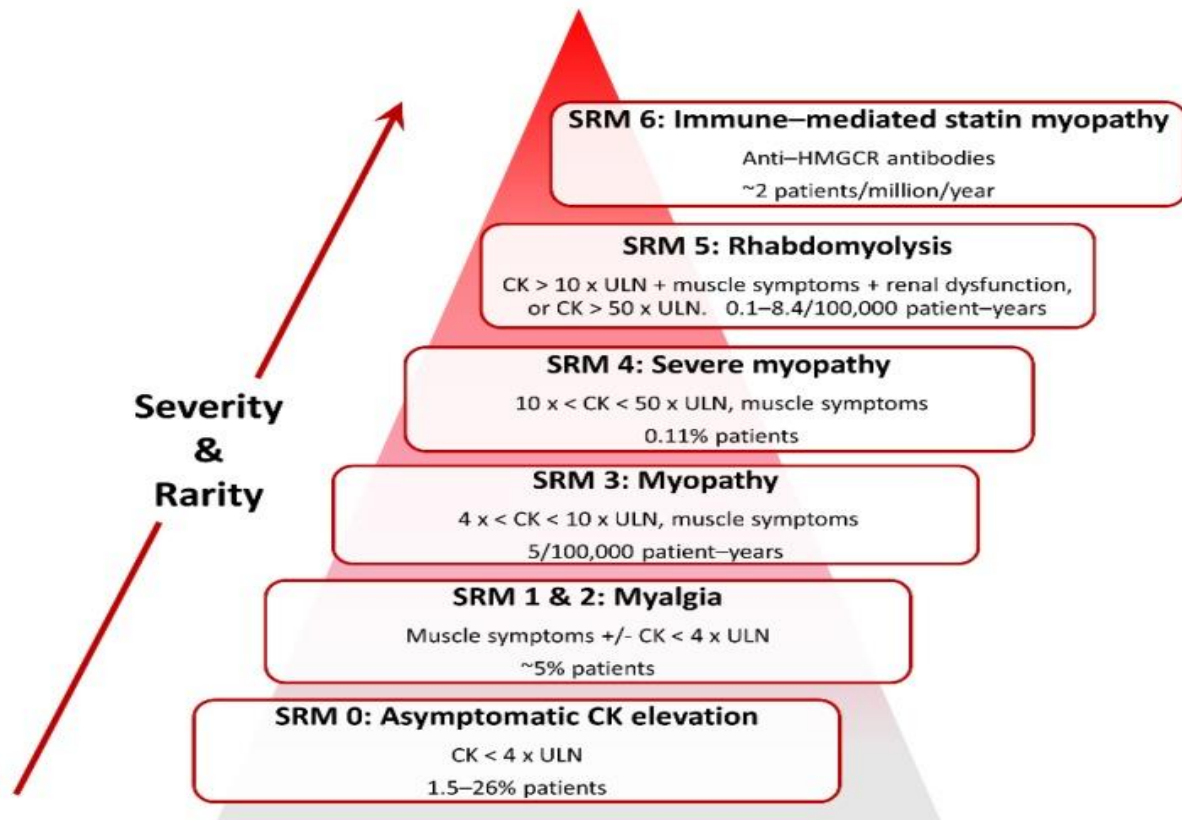 SRM 6: Immune–mediated statin myopathy
Anti–HMGCR antibodies
~2 patients/million/year
SRM 5: Rhabdomyolysis
CK > 10 x ULN + muscle symptoms + renal dysfunction,
or CK > 50 x ULN. 0.1–8.4/100,000 patient–years
SRM 4: Severe myopathy
10 x < CK < 50 x ULN, muscle symptoms
0.11% patients
Severity
&
Rarity
SRM 3: Myopathy
4 x < CK < 10 x ULN, muscle symptoms
5/100,000 patient–years
SRM 1 & 2: Myalgia
Muscle symptoms +/- CK < 4 x ULN
~5% patients
SRM 0: Asymptomatic CK elevation
CK < 4 x ULN
1.5–26% patients